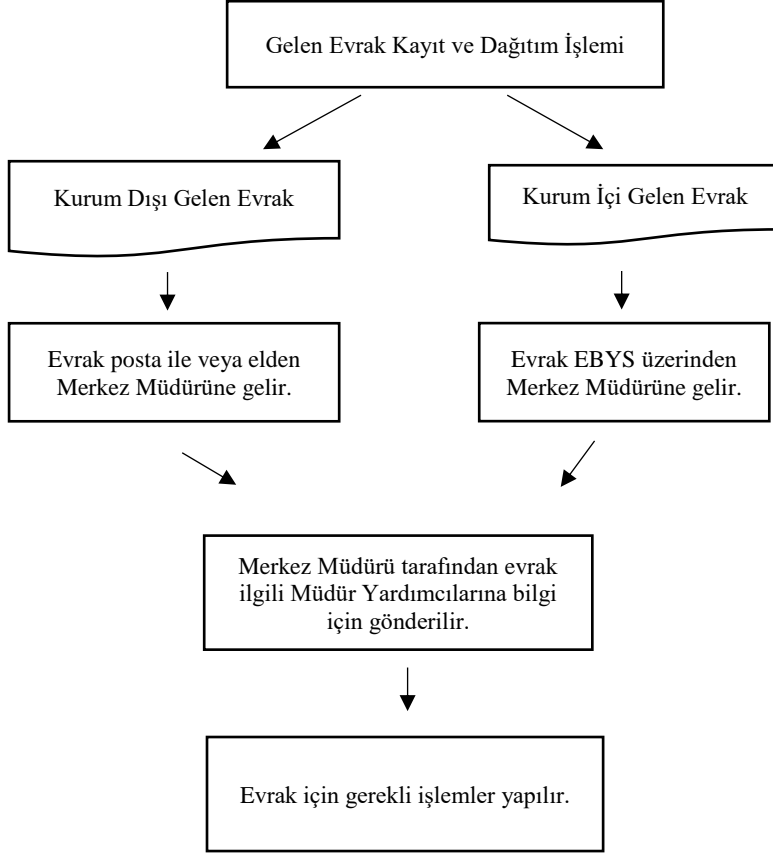 Gelen Evrak Kayıt ve Dağıtım İşlemi
Kurum Dışı Gelen Evrak
Kurum İçi Gelen Evrak
Evrak posta ile veya elden
Merkez Müdürüne gelir.
Evrak EBYS üzerinden
Merkez Müdürüne gelir.
Merkez Müdürü tarafından evrak
ilgili Müdür Yardımcılarına bilgi
için gönderilir.
Evrak için gerekli işlemler yapılır.